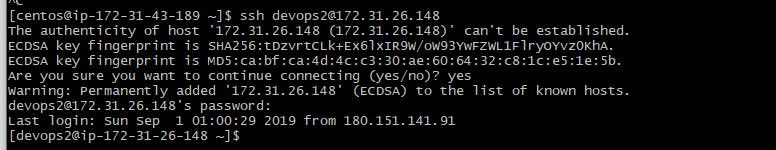 ^C
[centos@ip-172-31-43-189 ~]$ ssh devops2@172.31.26.148
The authenticity of host '172.31.26.148 (172.31.26.148)' can't be established.
ECDSA key fingerprint is SHA256:tDzvrtCLk+Ex6lxIR9W/oW93YwFZWL1FlryOYvzOKhA.
ECDSA key fingerprint is MD5:ca:bf:ca:4d:4c:c3:30:ae:60:64:32:c8:1c:e5:1e:5b.
Are you sure you want to continue connecting (yes/no)? yes
Warning: Permanently added '172.31.26.148' (ECDSA) to the list of known hosts.
devops2@172.31.26.148's password:
Last login: Sun Sep  1 01:00:29 2019 from 180.151.141.91
[devops2@ip-172-31-26-148 ~]$